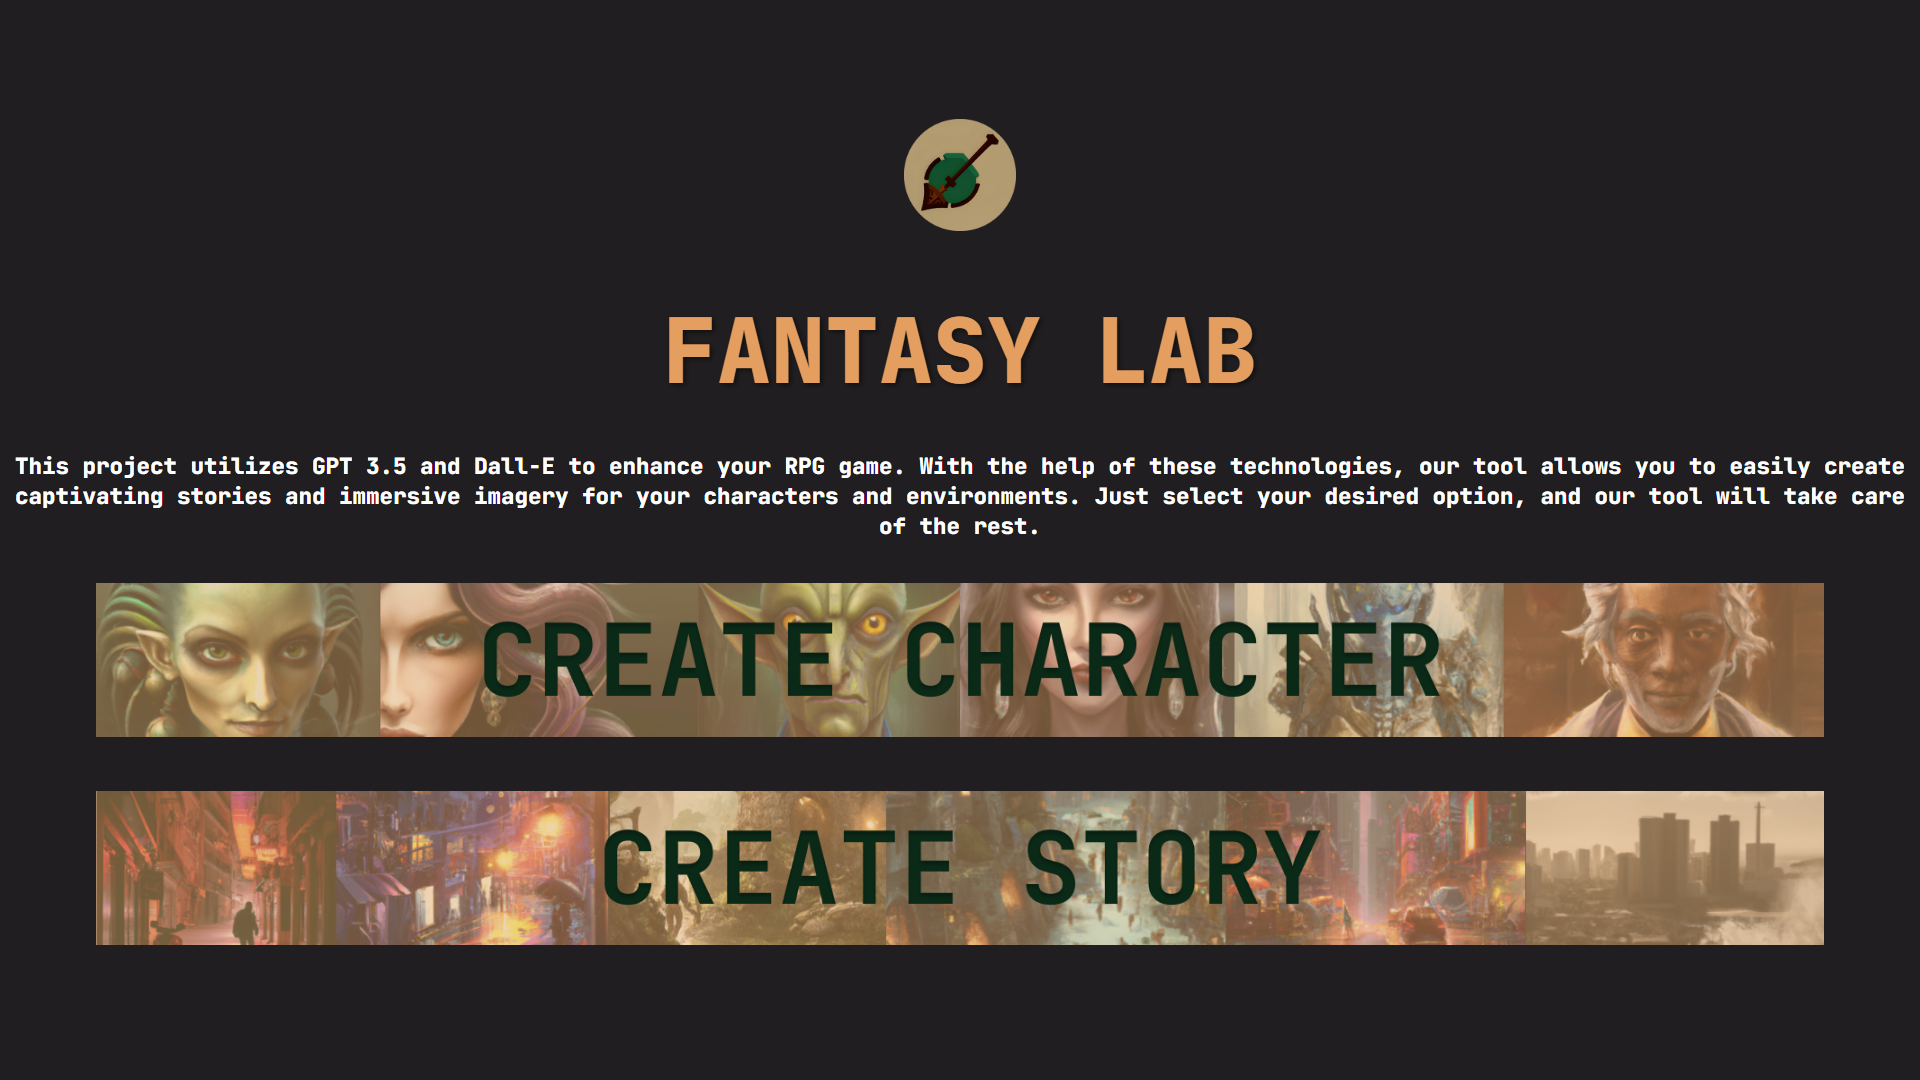 FANTASY LAB
This project utilizes GPT 3.5 and Dall-E to enhance your RPG game. With the help of these technologies, our tool allows you to easily create
captivating stories and immersive imagery for your characters and environments. Just select your desired option, and our tool will take care
of the rest.
CREATE CHARACTER
CREATE STORY